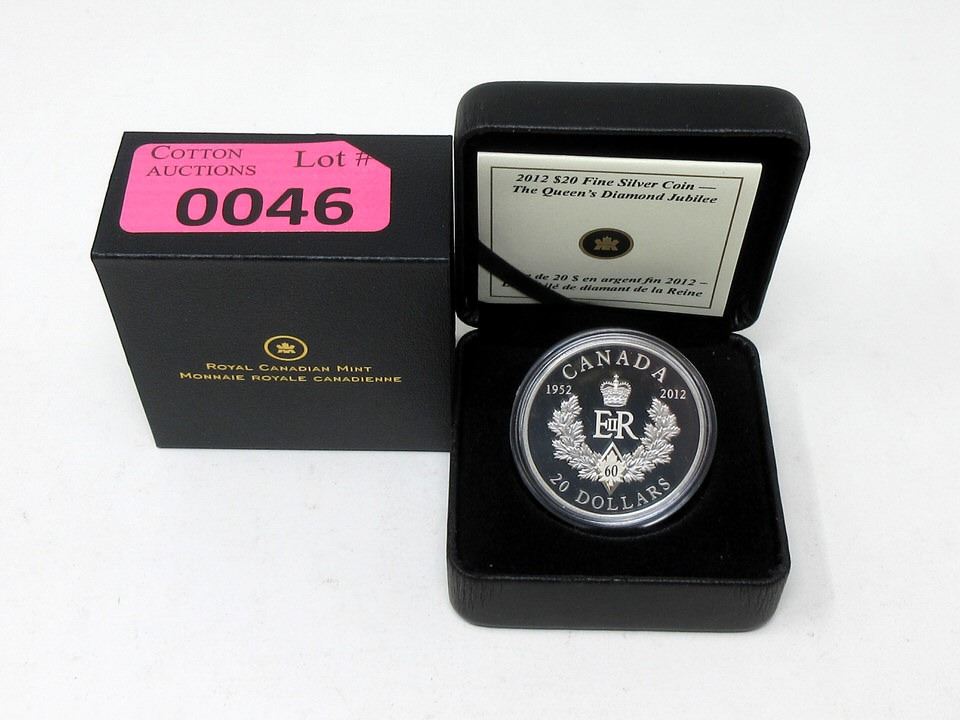 COTTON
AUCTIONS
Lot #
0046
ROYAL CANADIAN MINT
MONNAIE ROYALE CANADIENNE
2012 $20 Fine Silver Coin —
The Queen's Diamond Jubilee
de 20 $ en argent fin 2012 –
de diamant de la Reine
CANADA
1952 2012
EIIR
60
20 DOLLARS